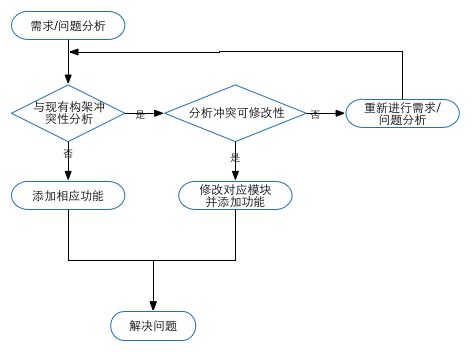 需求/问题分析
与现有构架冲
突性分析
是
分析冲突可修改性
否
重新进行需求/
问题分析
否
是
添加相应功能
修改对应模块
并添加功能
解决问题